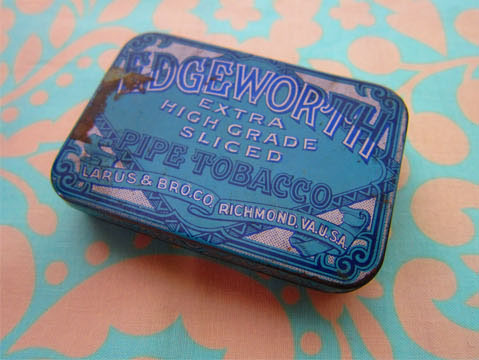 EDGEWORTH
EXTRA
HIGH GRADE
SLICED
PIPE TOBACCO
LARUS & BRO.CO. RICHMOND, VA. U.S.A.